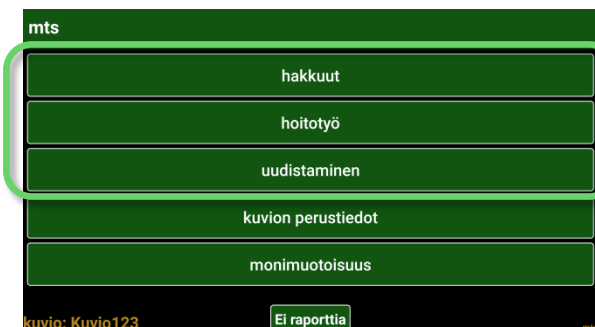 mts
hakkuut
hoitotyö
uudistaminen
kuvion perustiedot
monimuotoisuus
Ei raporttia
kuvio: Kuvio123